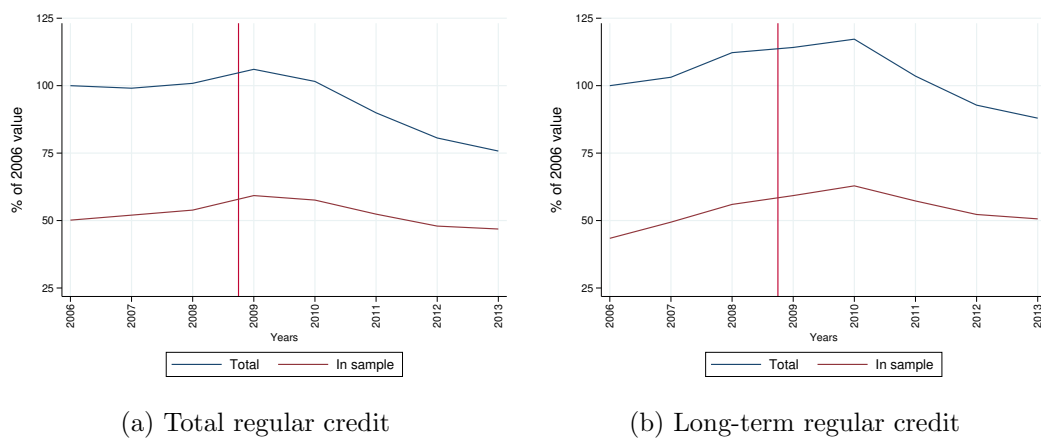 125
100
75
50
25
% of 2006 value
2006 2007 2008 2009 2010 2011 2012 2013
Years
Total In sample
(a) Total regular credit
125
100
75
50
25
% of 2006 value
2006 2007 2008 2009 2010 2011 2012 2013
Years
Total In sample
(b) Long-term regular credit